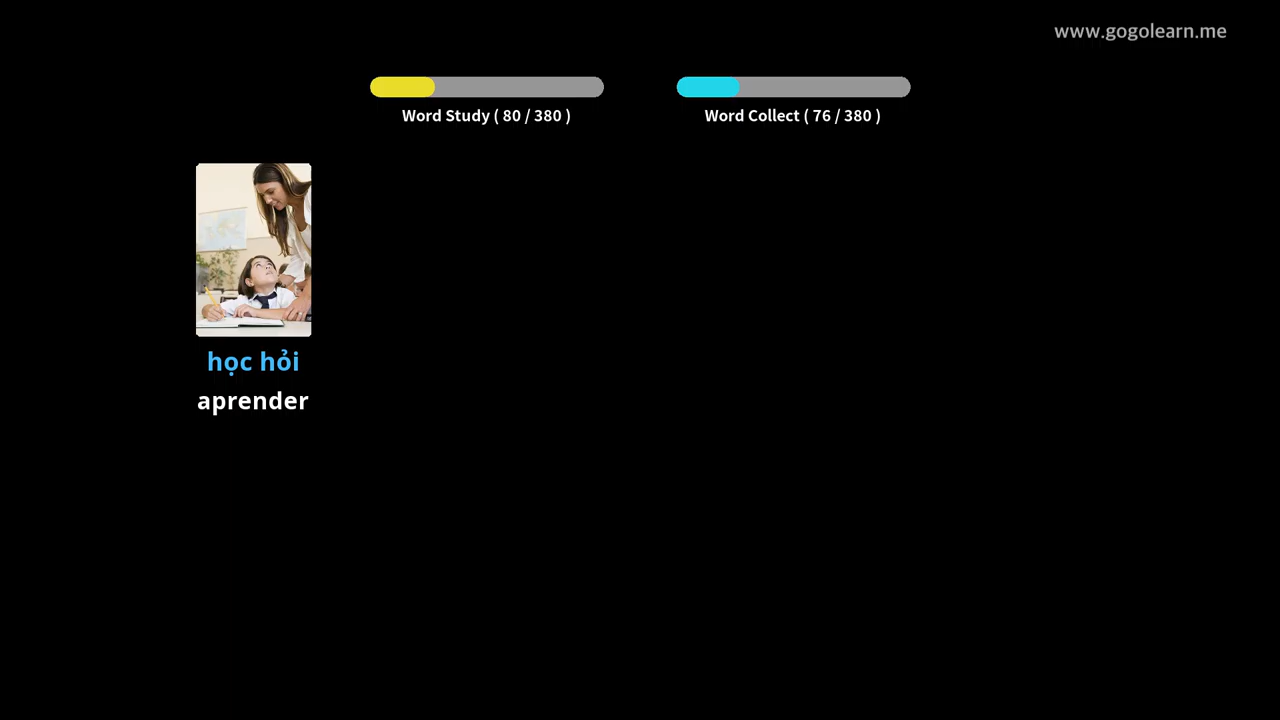 www.gogolearn.me
Word Study ( 80 / 380 )
Word Collect ( 76 / 380 )
học hỏi
aprender